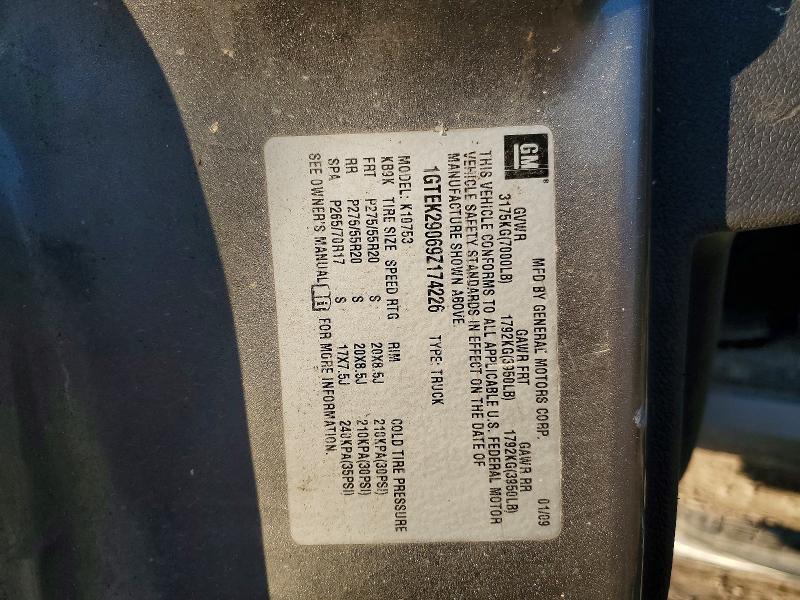 GM ®
MFD BY GENERAL MOTORS CORP. 01/09
GVWR GAWR FRT GAWR RR
3175KG(7000LB) 1792KG(3950LB) 1792KG(3950LB)
THIS VEHICLE CONFORMS TO ALL APPLICABLE U.S. FEDERAL MOTOR
VEHICLE SAFETY STANDARDS IN EFFECT ON THE DATE OF
MANUFACTURE SHOWN ABOVE.
1GTEK29069Z174226 TYPE: TRUCK
MODEL: K10753
KB9K TIRE SIZE SPEED RTG RIM COLD TIRE PRESSURE
FRT P275/55R20 S 20X8.5J 210KPA(30PSI)
RR P275/55R20 S 20X8.5J 210KPA(30PSI)
SPA P265/70R17 S 17X7.5J 240KPA(35PSI)
SEE OWNER'S MANUAL FOR MORE INFORMATION.